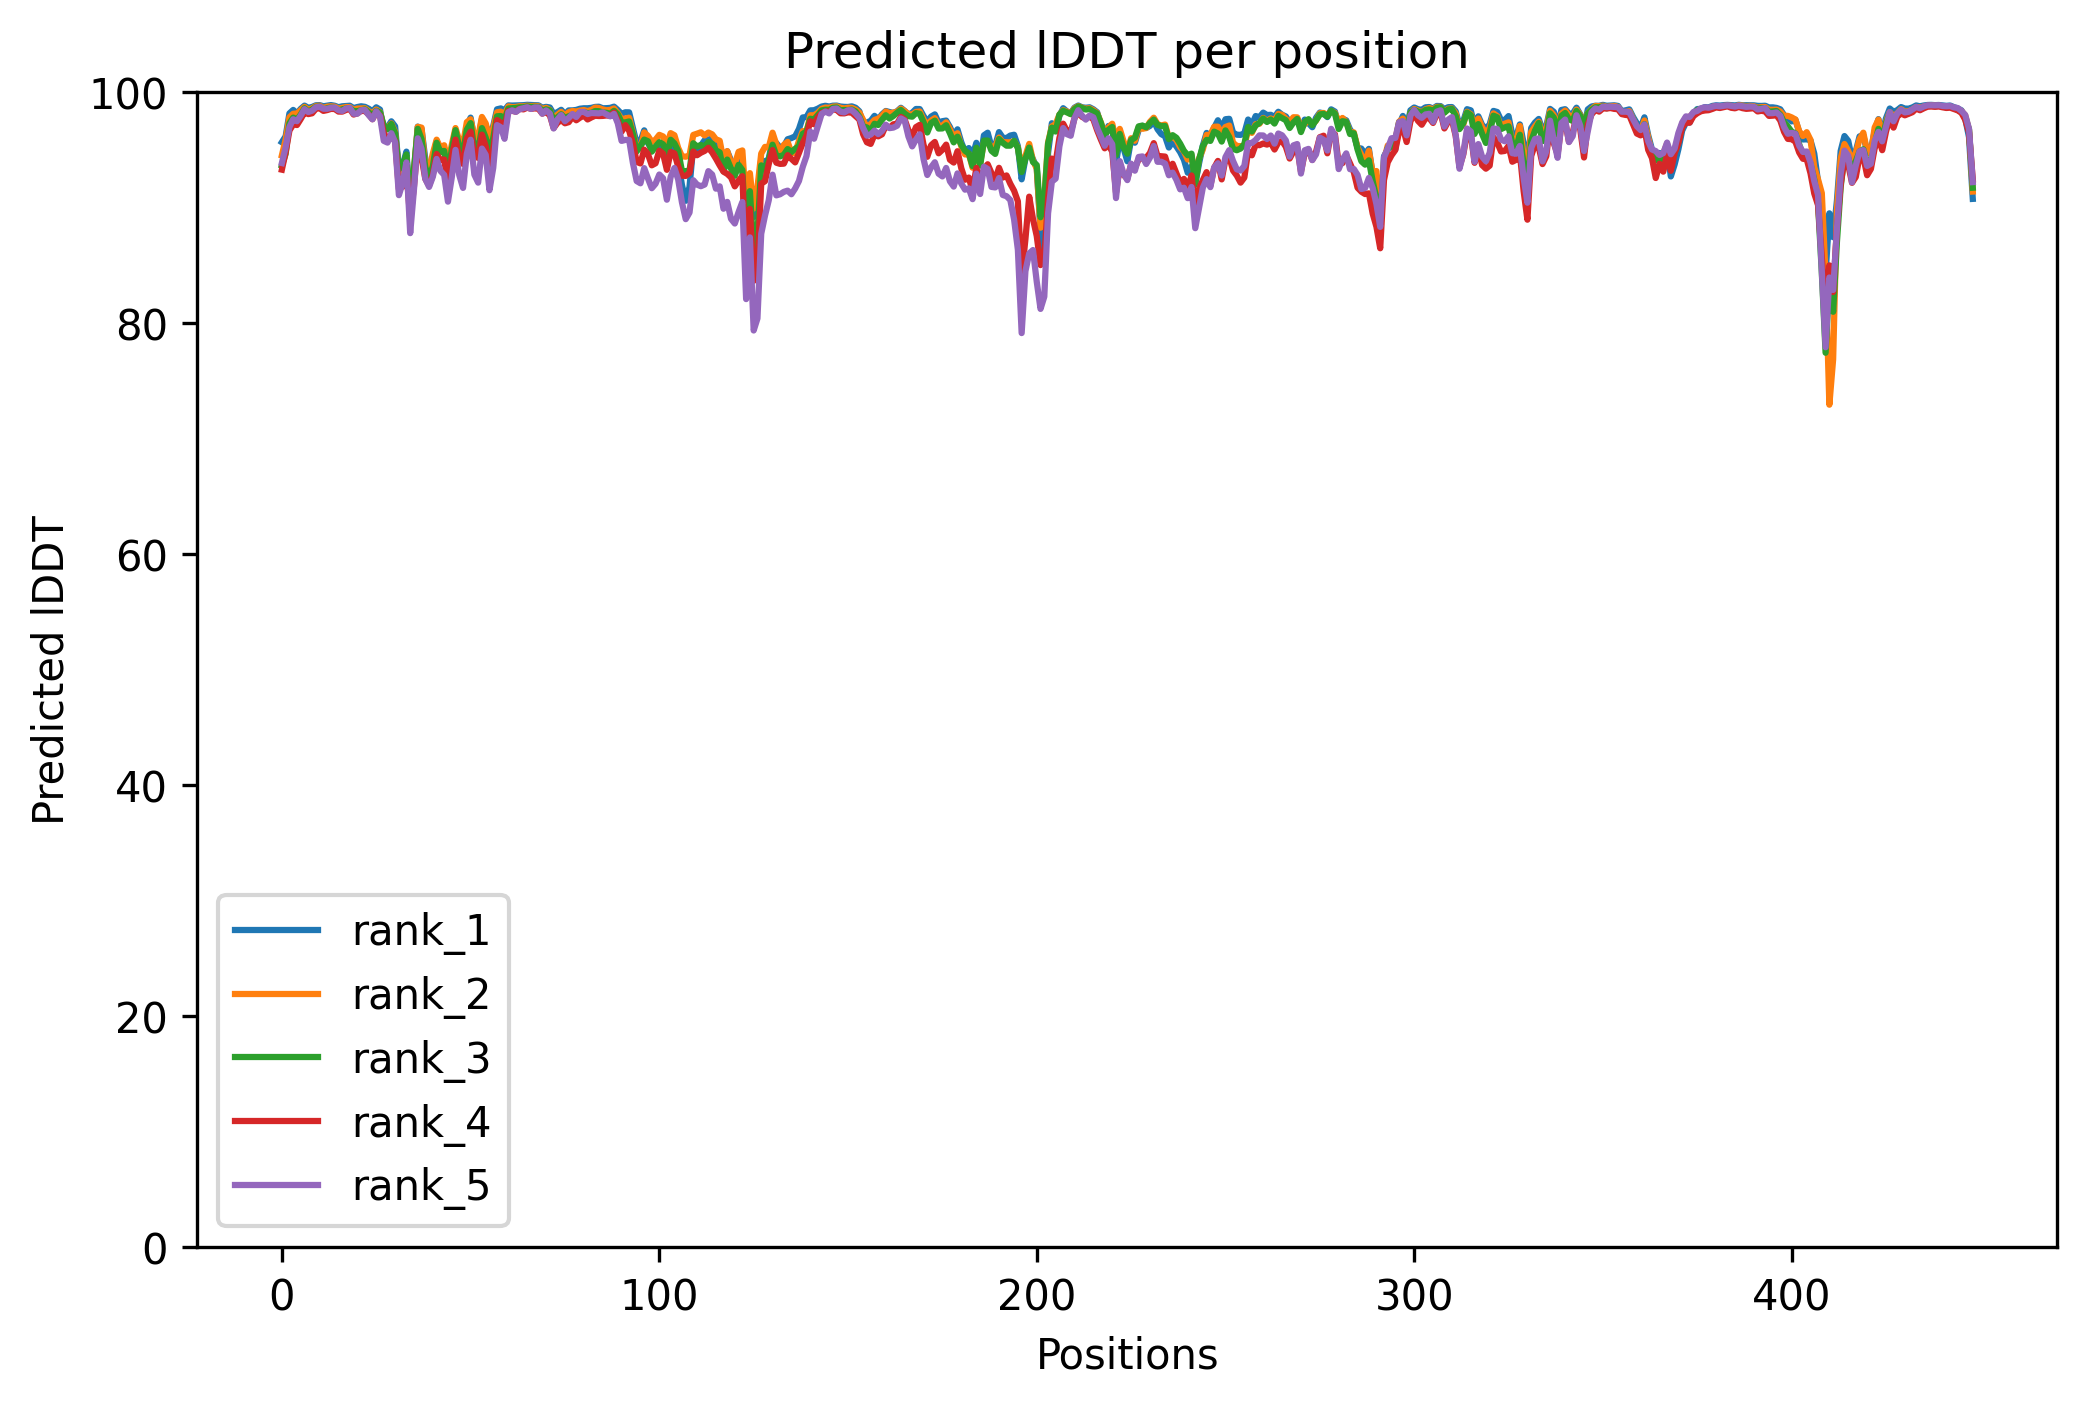 Predicted lDDT per position
100
80
60
40
20
0
Predicted lDDT
rank_1
rank_2
rank_3
rank_4
rank_5
0 100 200 300 400
Positions